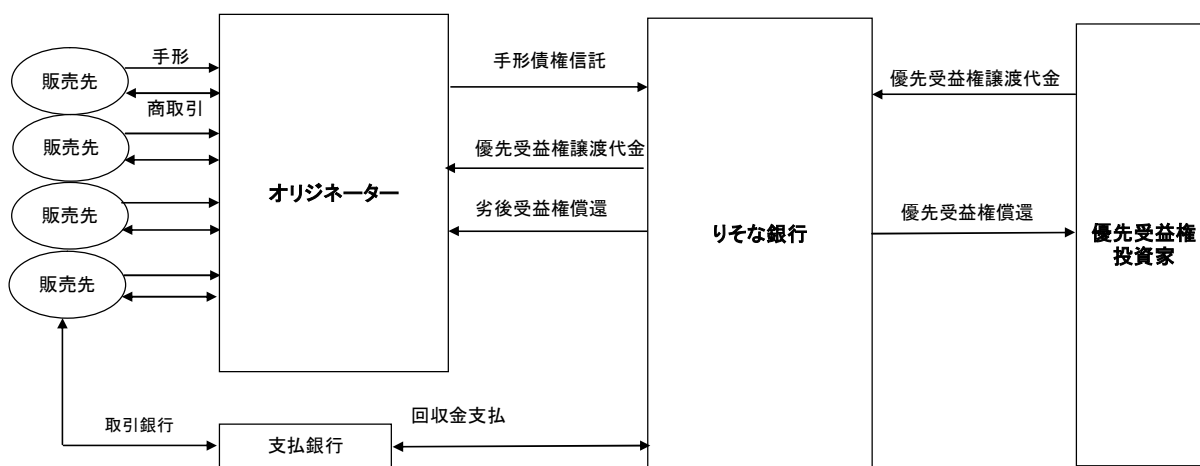 手形
販売先
商取引
販売先
販売先
販売先
オリジネーター
手形債権信託
優先受益権譲渡代金
劣後受益権償還
りそな銀行
優先受益権譲渡代金
優先受益権償還
優先受益権
投資家
取引銀行
支払銀行
回収金支払